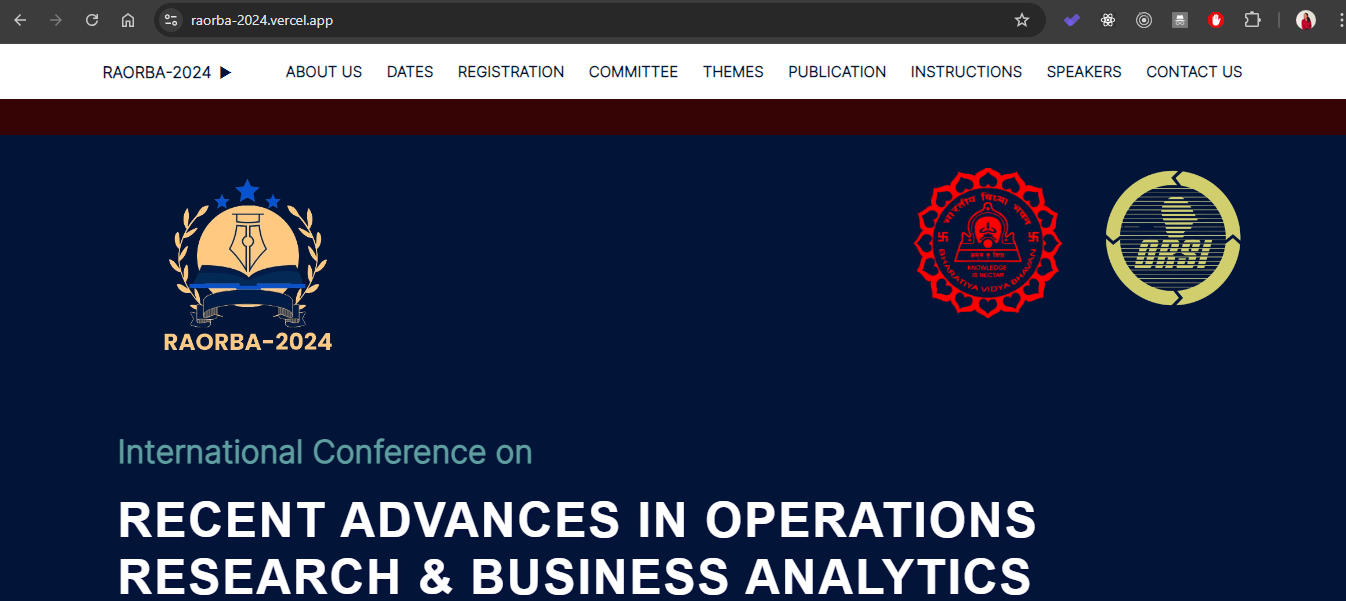 raorba-2024.vercel.app
RAORBA-2024 ABOUT US DATES REGISTRATION COMMITTEE THEMES PUBLICATION INSTRUCTIONS SPEAKERS CONTACT US
RAORBA-2024
भारतीय विद्या भवन
KNOWLEDGE
IS NECTAR
BHARATIYA VIDYA BHAVAN
ORSI
International Conference on
RECENT ADVANCES IN OPERATIONS
RESEARCH & BUSINESS ANALYTICS